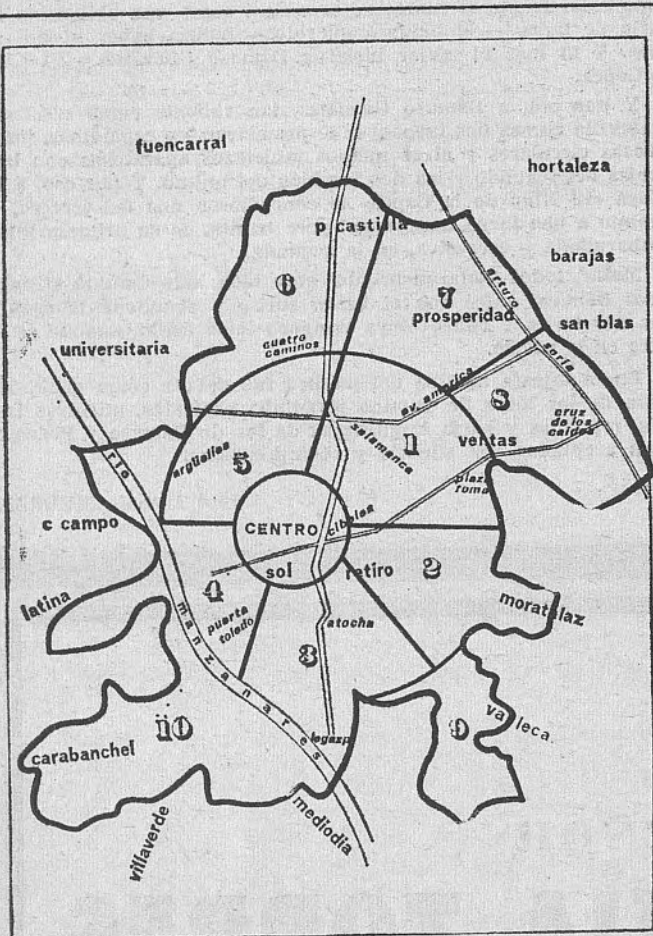 fuencarral
hortaleza
p castilla
barajas
6
7
arturo
prosperidad
san blas
soria
universitaria
cuatro
caminos
av. america
8
cruz
de los
caidos
salamanca
1
ventas
argüelles
5
plaza
roma
rio
c campo
CENTRO
cibeles
sol
retiro
2
4
latina
moratalaz
puerta
toledo
atocha
manzanares
3
legazpi
9
valleca
10
carabanchel
mediodia
villaverde